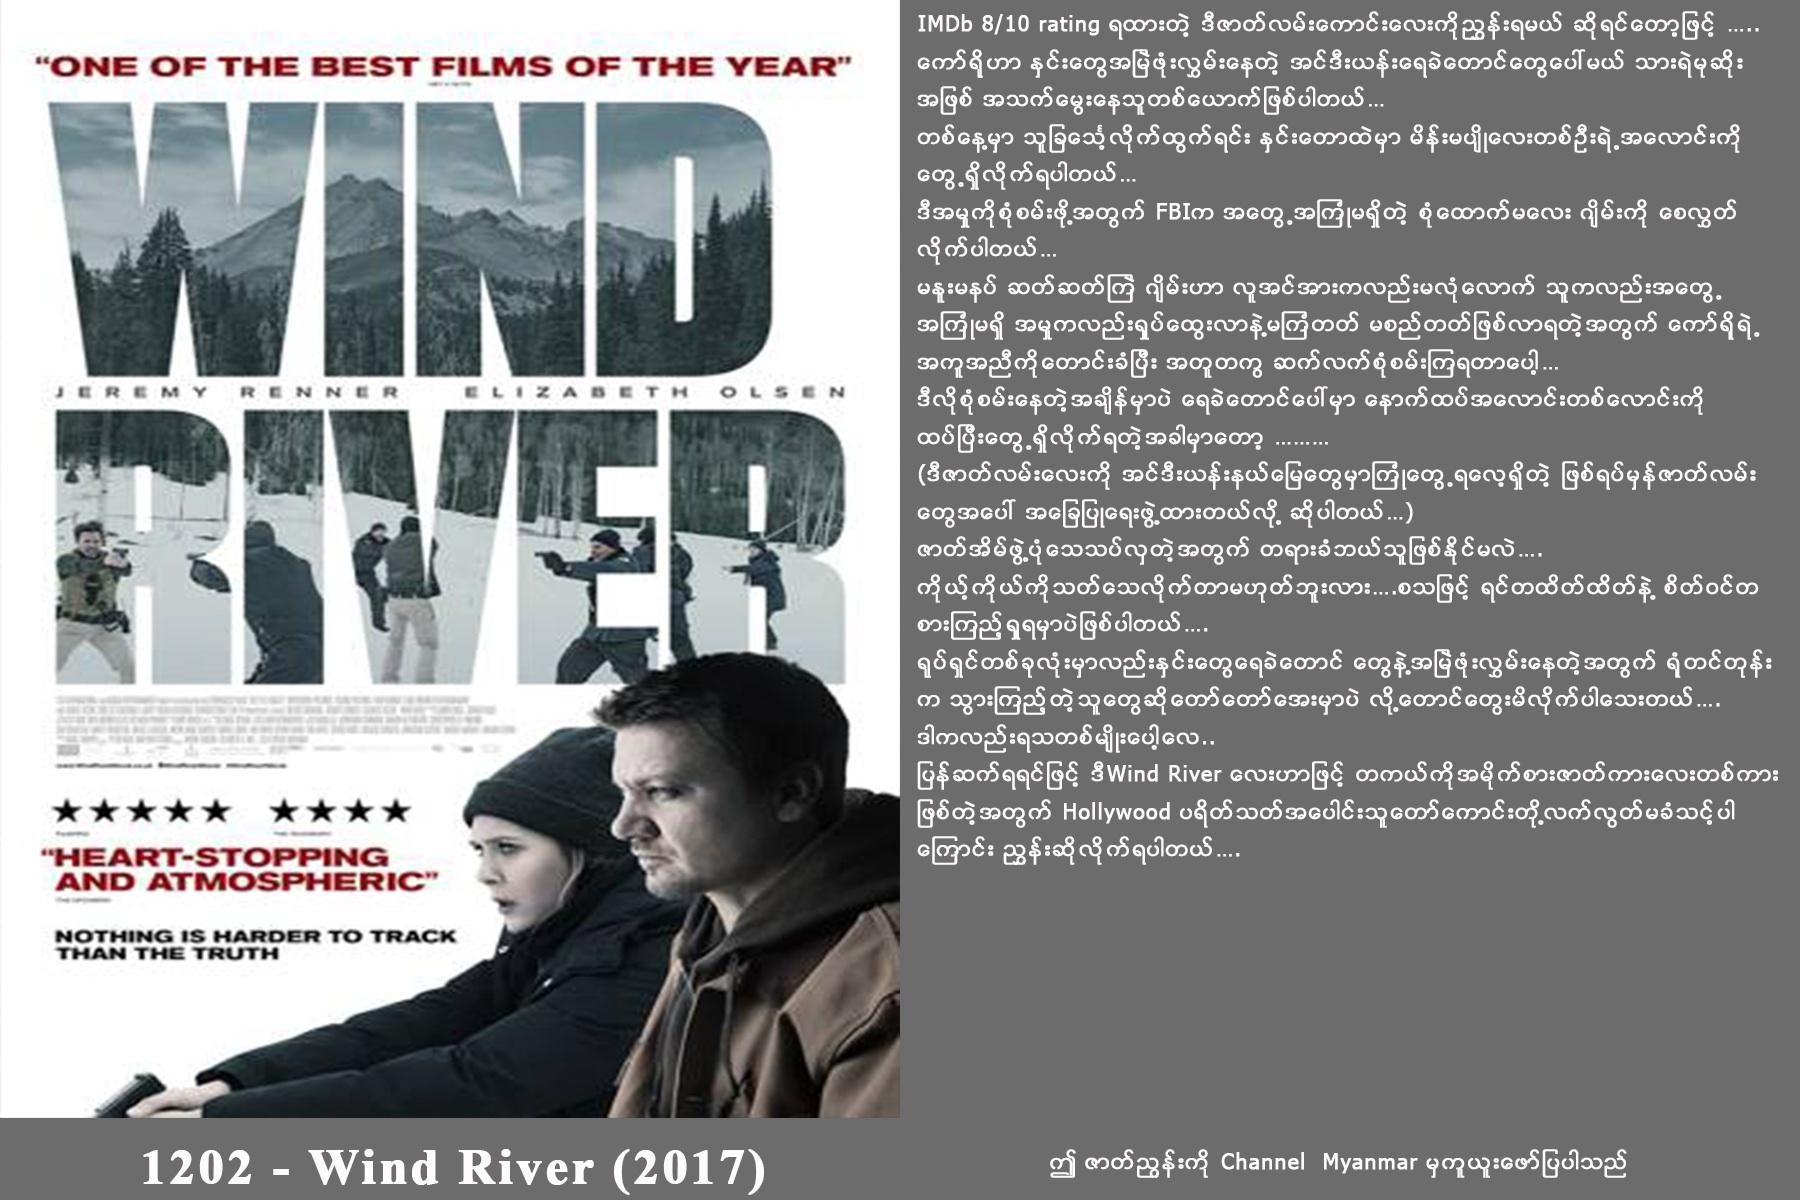 "ONE OF THE BEST FILMS OF THE YEAR"
WIND
JEREMY RENNER ELIZABETH OLSEN
RIVER
★★★★★ ★★★★
"HEART-STOPPING
AND ATMOSPHERIC"
NOTHING IS HARDER TO TRACK
THAN THE TRUTH
1202 - Wind River (2017)
IMDb 8/10 rating ရထားတဲ့ ဒီဇာတ်လမ်းကောင်းလေးကိုညွှန်းရမယ် ဆိုရင်တော့ဖြင့် .....
ကော်ရီဟာ နှင်းတွေအမြဲဖုံးလွှမ်းနေတဲ့ အင်ဒီးယန်းရေခဲတောင်တွေပေါ်မယ် သားရဲမုဆိုး
အဖြစ် အသက်မွေးနေသူတစ်ယောက်ဖြစ်ပါတယ်...
တစ်နေ့မှာ သူခြင်္သေ့လိုက်ထွက်ရင်း နှင်းတောထဲမှာ မိန်းမပျိုလေးတစ်ဦးရဲ့အလောင်းကို
တွေ့ရှိလိုက်ရပါတယ်...
ဒီအမှုကိုစုံစမ်းဖို့အတွက် FBIက အတွေ့အကြုံမရှိတဲ့ စုံထောက်မလေး ဂျိမ်းကို စေလွှတ်
လိုက်ပါတယ်...
မနူးမနပ် ဆတ်ဆတ်ကြဲ ဂျိမ်းဟာ လူအင်အားကလည်းမလုံလောက် သူကလည်းအတွေ့
အကြုံမရှိ အမှုကလည်းရှုပ်ထွေးလာနဲ့မကြံတတ် မစည်တတ်ဖြစ်လာရတဲ့အတွက် ကော်ရီရဲ့
အကူအညီကိုတောင်းခံပြီး အတူတကွ ဆက်လက်စုံစမ်းကြရတာပေါ့...
ဒီလိုစုံစမ်းနေတဲ့အချိန်မှာပဲ ရေခဲတောင်ပေါ်မှာ နောက်ထပ်အလောင်းတစ်လောင်းကို
ထပ်ပြီးတွေ့ရှိလိုက်ရတဲ့အခါမှာတော့ .........
(ဒီဇာတ်လမ်းလေးကို အင်ဒီးယန်းနယ်မြေတွေမှာကြုံတွေ့ရလေ့ရှိတဲ့ ဖြစ်ရပ်မှန်ဇာတ်လမ်း
တွေအပေါ် အခြေပြုရေးဖွဲ့ထားတယ်လို့ ဆိုပါတယ်...)
ဇာတ်အိမ်ဖွဲ့ပုံသေသပ်လှတဲ့အတွက် တရားခံဘယ်သူဖြစ်နိုင်မလဲ....
ကိုယ့်ကိုယ်ကိုသတ်သေလိုက်တာမဟုတ်ဘူးလား....စသဖြင့် ရင်တထိတ်ထိတ်နဲ့ စိတ်ဝင်တ
စားကြည့်ရှုရမှာပဲဖြစ်ပါတယ်....
ရုပ်ရှင်တစ်ခုလုံးမှာလည်းနှင်းတွေရေခဲတောင် တွေနဲ့အမြဲဖုံးလွှမ်းနေတဲ့အတွက် ရုံတင်တုန်း
က သွားကြည့်တဲ့သူတွေဆိုတော်တော်အေးမှာပဲ လို့တောင်တွေးမိလိုက်ပါသေးတယ်....
ဒါကလည်းရသတစ်မျိုးပေါ့လေ..
ပြန်ဆက်ရရင်ဖြင့် ဒီWind River လေးဟာဖြင့် တကယ်ကိုအမိုက်စားဇာတ်ကားလေးတစ်ကား
ဖြစ်တဲ့အတွက် Hollywood ပရိတ်သတ်အပေါင်းသူတော်ကောင်းတို့လက်လွတ်မခံသင့်ပါ
ကြောင်း ညွှန်းဆိုလိုက်ရပါတယ်....
ဤ ဇာတ်ညွှန်းကို Channel Myanmar မှကူယူးဖော်ပြပါသည်